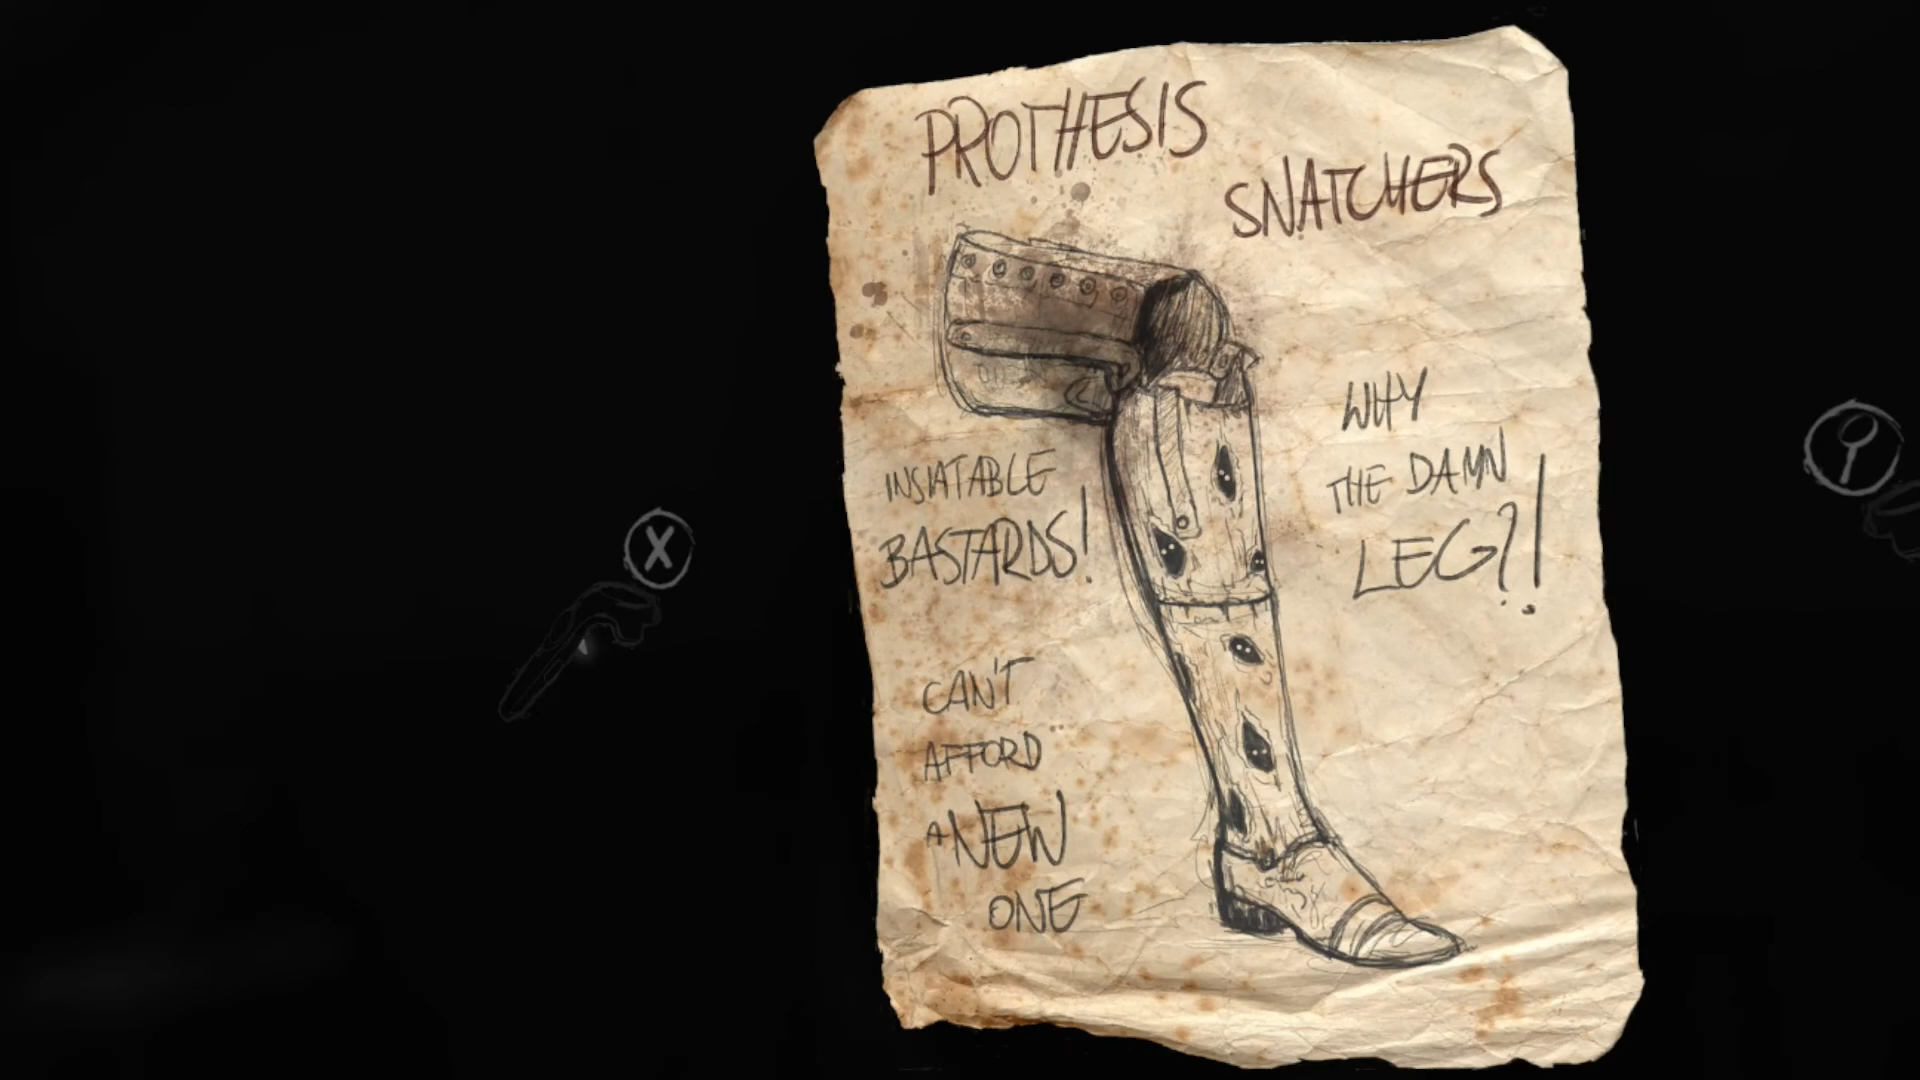 PROTHESIS
SNATCHERS
INSIATABLE
BASTARDS!
WHY
THE DAMN
LEG?!
CAN'T
AFFORD
A NEW
ONE
X